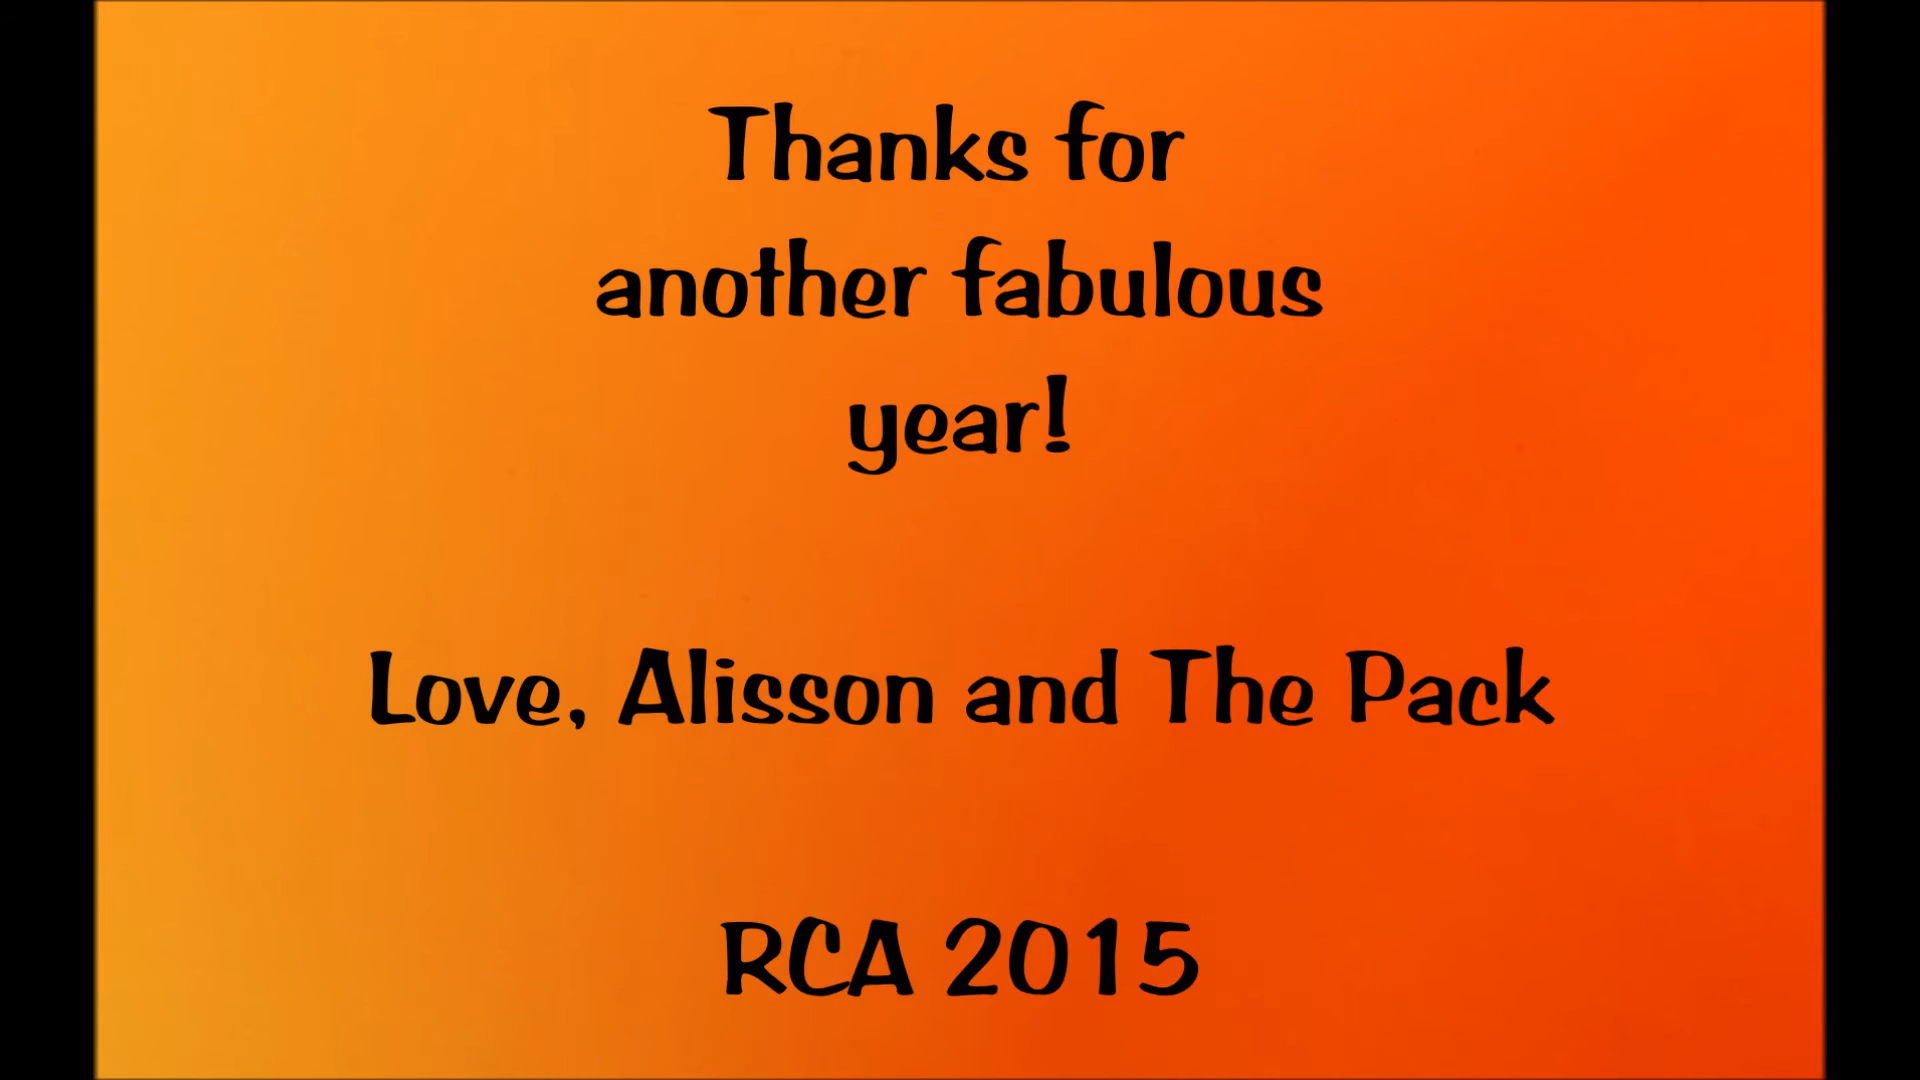 Thanks for
another fabulous
year!
Love, Alisson and The Pack
RCA 2015